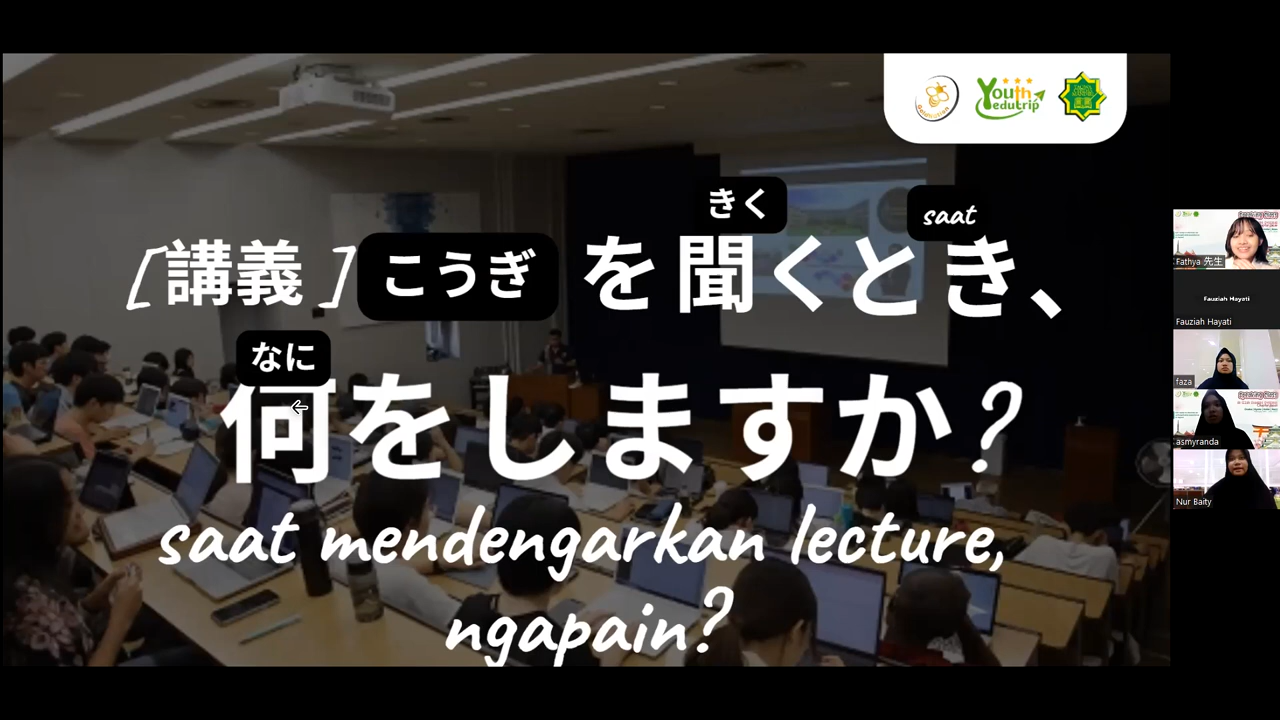 Youth
edutrip
きく
saat
[講義] こうぎ を聞くとき、
なに
何をしますか?
saat mendengarkan lecture,
ngapain?
Fathya 先生
Fauziah Hayati
Fauziah Hayati
faza
asmyranda
Nur Baity